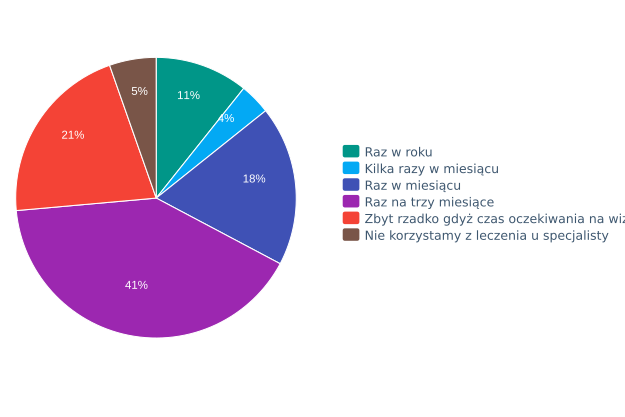 11%
4%
18%
41%
21%
5%
Raz w roku
Kilka razy w miesiącu
Raz w miesiącu
Raz na trzy miesiące
Zbyt rzadko gdyż czas oczekiwania na
Nie korzystamy z leczenia u specjalisty